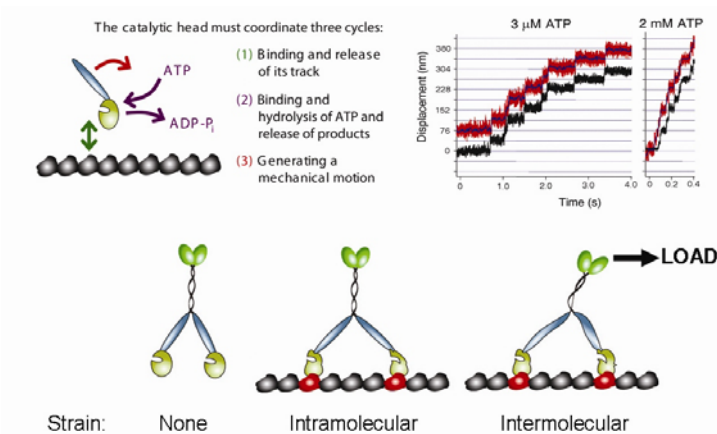 The catalytic head must coordinate three cycles:
ATP
ADP-Pi
(1) Binding and release
of its track
(2) Binding and
hydrolysis of ATP and
release of products
(3) Generating a
mechanical motion
3 µM ATP
2 mM ATP
Displacement (nm)
380
304
228
152
76
0
0
1.0
2.0
3.0
4.0
0
0.2
0.4
Time (s)
LOAD
Strain:
None
Intramolecular
Intermolecular